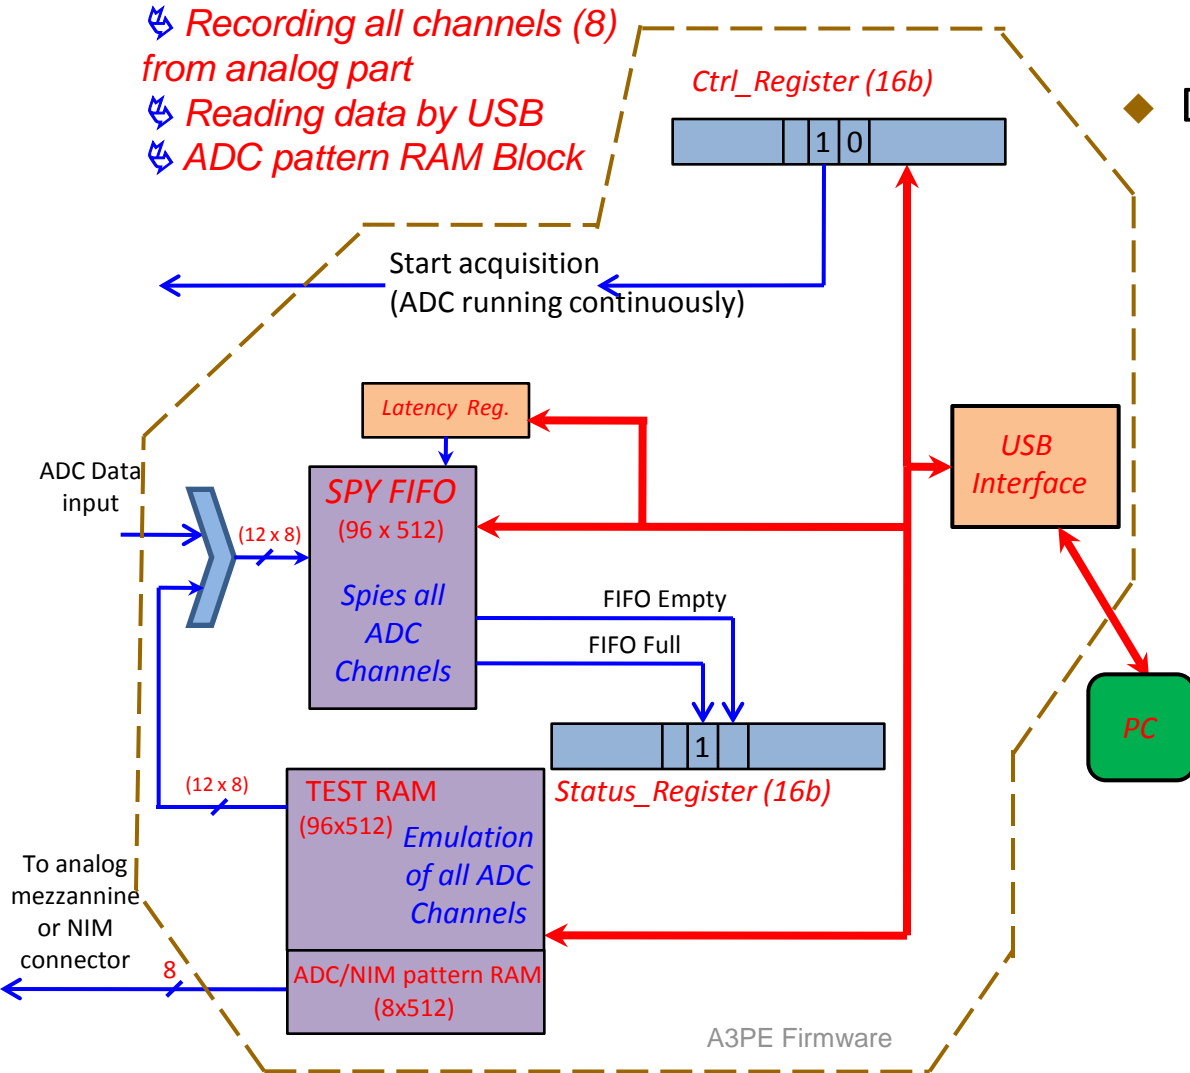 Recording all channels (8)
from analog part
Reading data by USB
ADC pattern RAM Block
Ctrl_Register (16b)
1 0
Start acquisition
(ADC running continuously)
Latency Reg.
USB
Interface
ADC Data
input
(12 x 8)
SPY FIFO
(96 x 512)
Spies all
ADC
Channels
FIFO Empty
FIFO Full
1
Status_Register (16b)
PC
(12 x 8)
TEST RAM
(96x512)
Emulation
of all ADC
Channels
To analog
mezzannine
or NIM
connector
8
ADC/NIM pattern RAM
(8x512)
A3PE Firmware